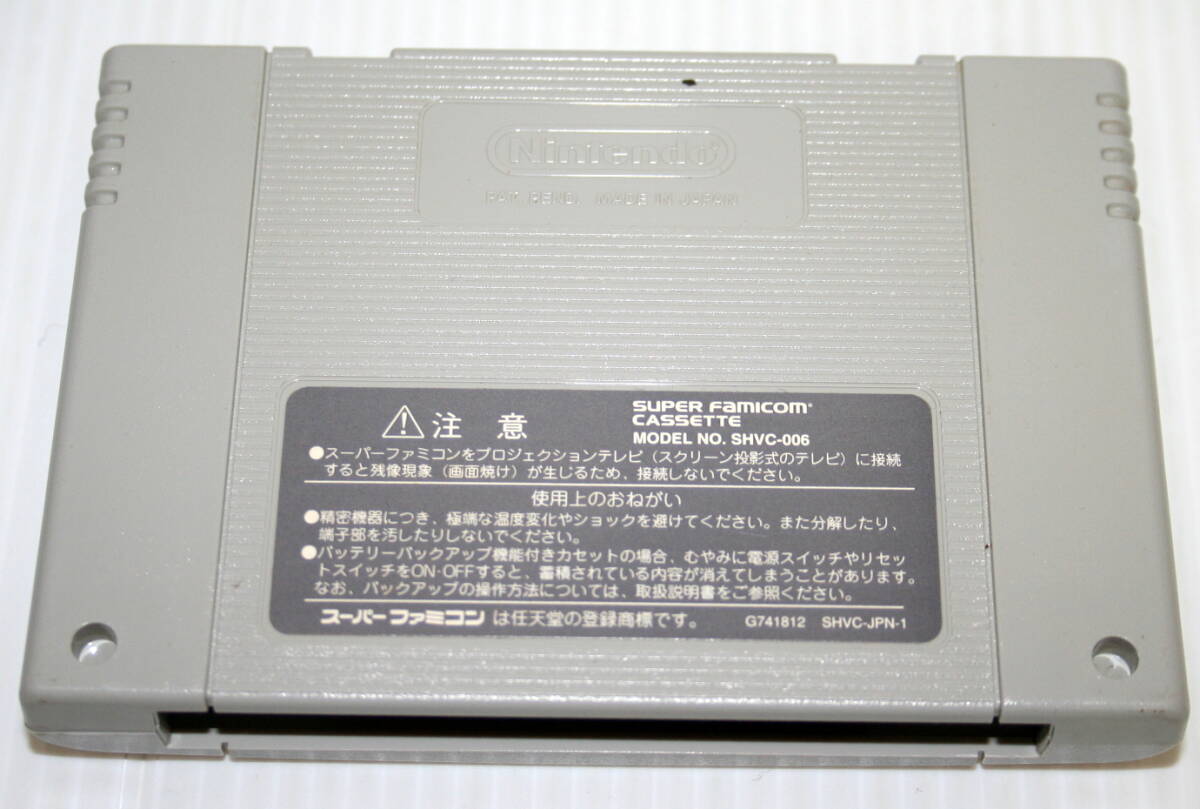 Nintendo
PAT. PEND. MADE IN JAPAN
注意
SUPER FAMICOM
CASSETTE
MODEL NO. SHVC-006
●スーパーファミコンをプロジェクションテレビ（スクリーン投影式のテレビ）に接続
すると残像現象（画面焼け）が生じるため、接続しないでください。
使用上のおねがい
●精密機器につき、極端な温度変化やショックを避けてください。また分解したり、
端子部を汚したりしないでください。
●バッテリーバックアップ機能付きカセットの場合、むやみに電源スイッチやリセッ
トスイッチをON・OFFすると、蓄積されている内容が消えてしまうことがあります。
なお、バックアップの操作方法については、取扱説明書をご参照ください。
スーパーファミコンは任天堂の登録商標です。 G741812 SHVC-JPN-1